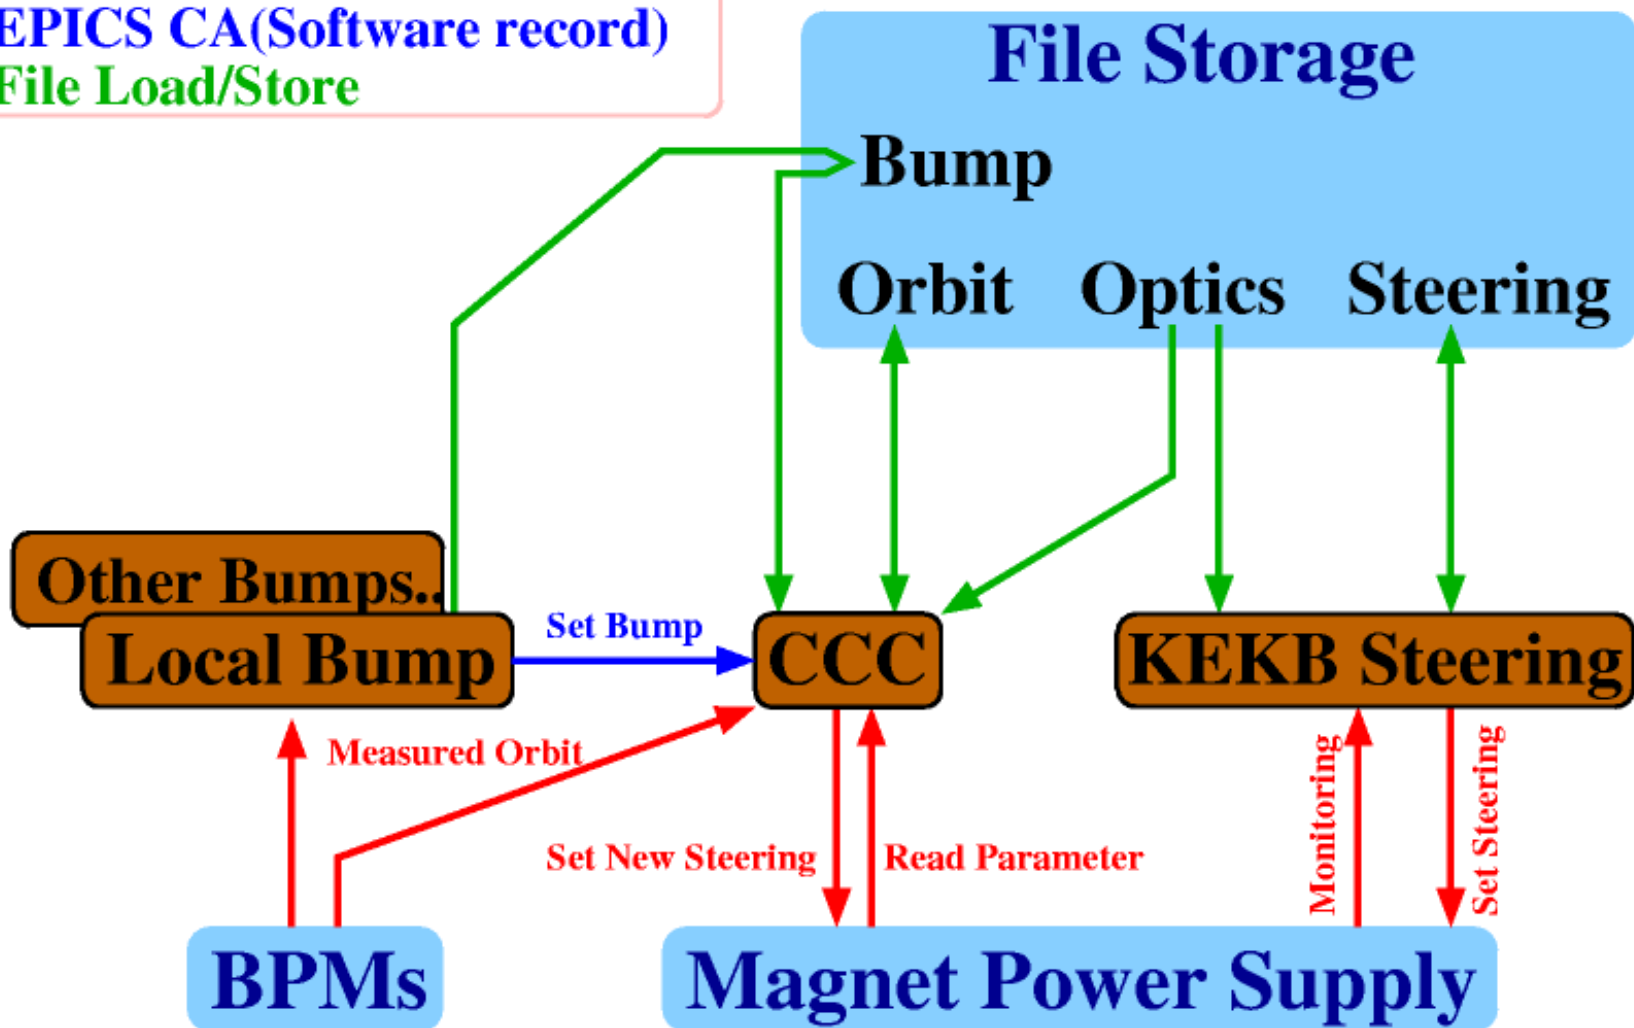 EPICS CA(Software record)
File Load/Store
File Storage
Bump
Orbit Optics Steering
Other Bumps..
Local Bump
Set Bump
CCC
KEKB Steering
Measured Orbit
Set New Steering
Read Parameter
Monitoring
Set Steering
BPMs
Magnet Power Supply